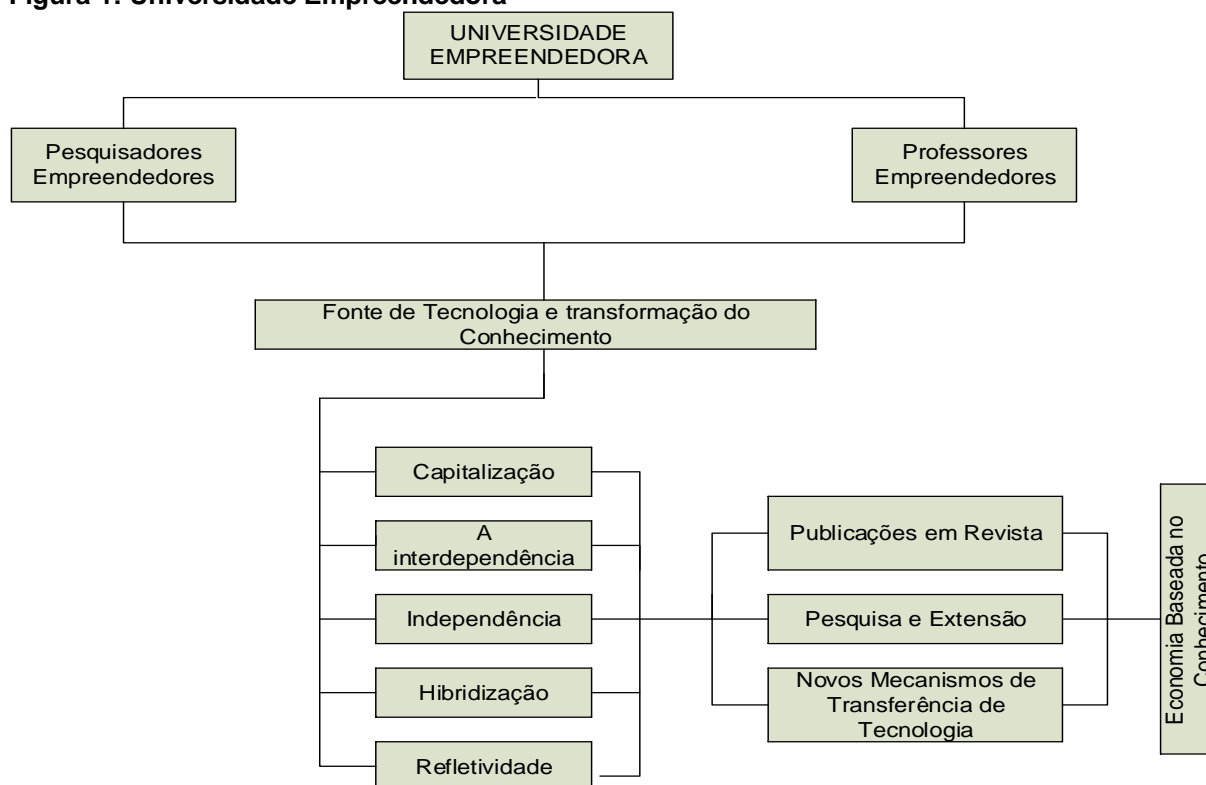 Figura 1: Universidade Empreendedora
UNIVERSIDADE
EMPREENDEDORA
Pesquisadores
Empreendedores
Professores
Empreendedores
Fonte de Tecnologia e transformação do
Conhecimento
Capitalização
A
interdependência
Independência
Hibridização
Refletividade
Publicações em Revista
Pesquisa e Extensão
Novos Mecanismos de
Transferência de
Tecnologia
Economia Baseada no
Conhecimento